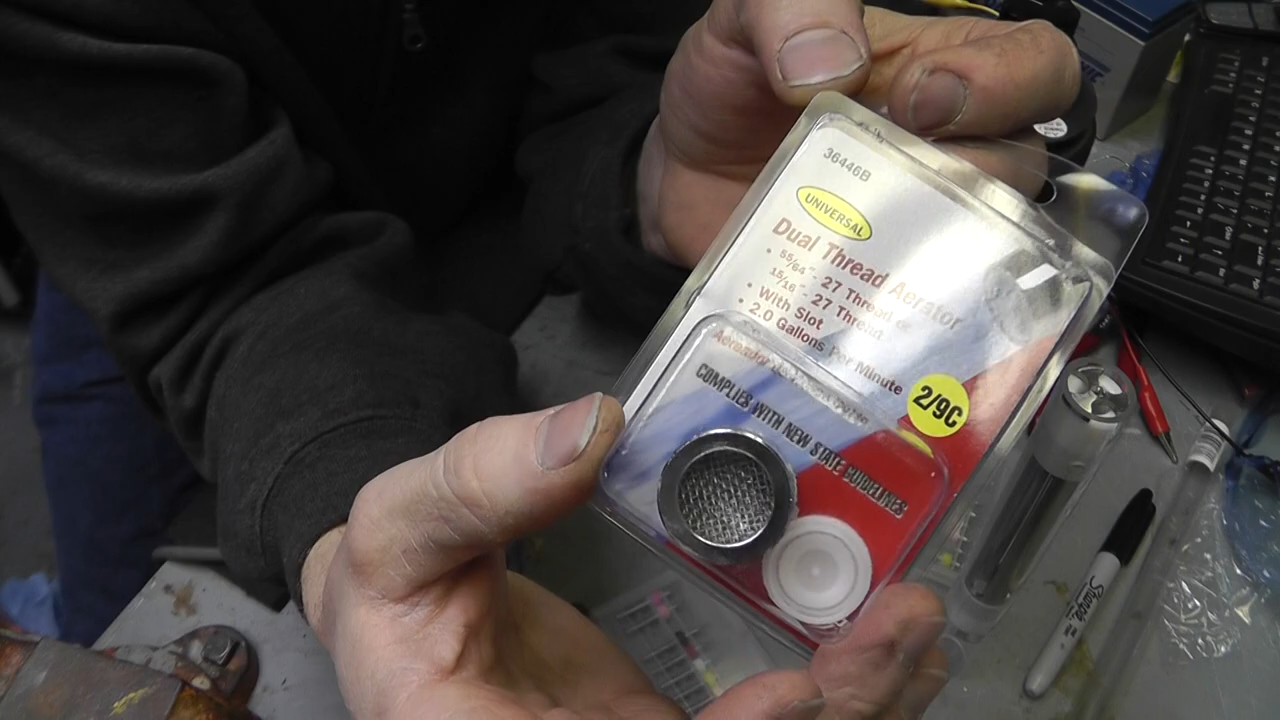 36446B
UNIVERSAL
Dual Thread Aerator
• 55/64"- 27 Thread or
15/16"- 27 Thread
• With Slot
• 2.0 Gallons Per Minute
2/9C
COMPLIES WITH NEW STATE GUIDELINES
Sharpie